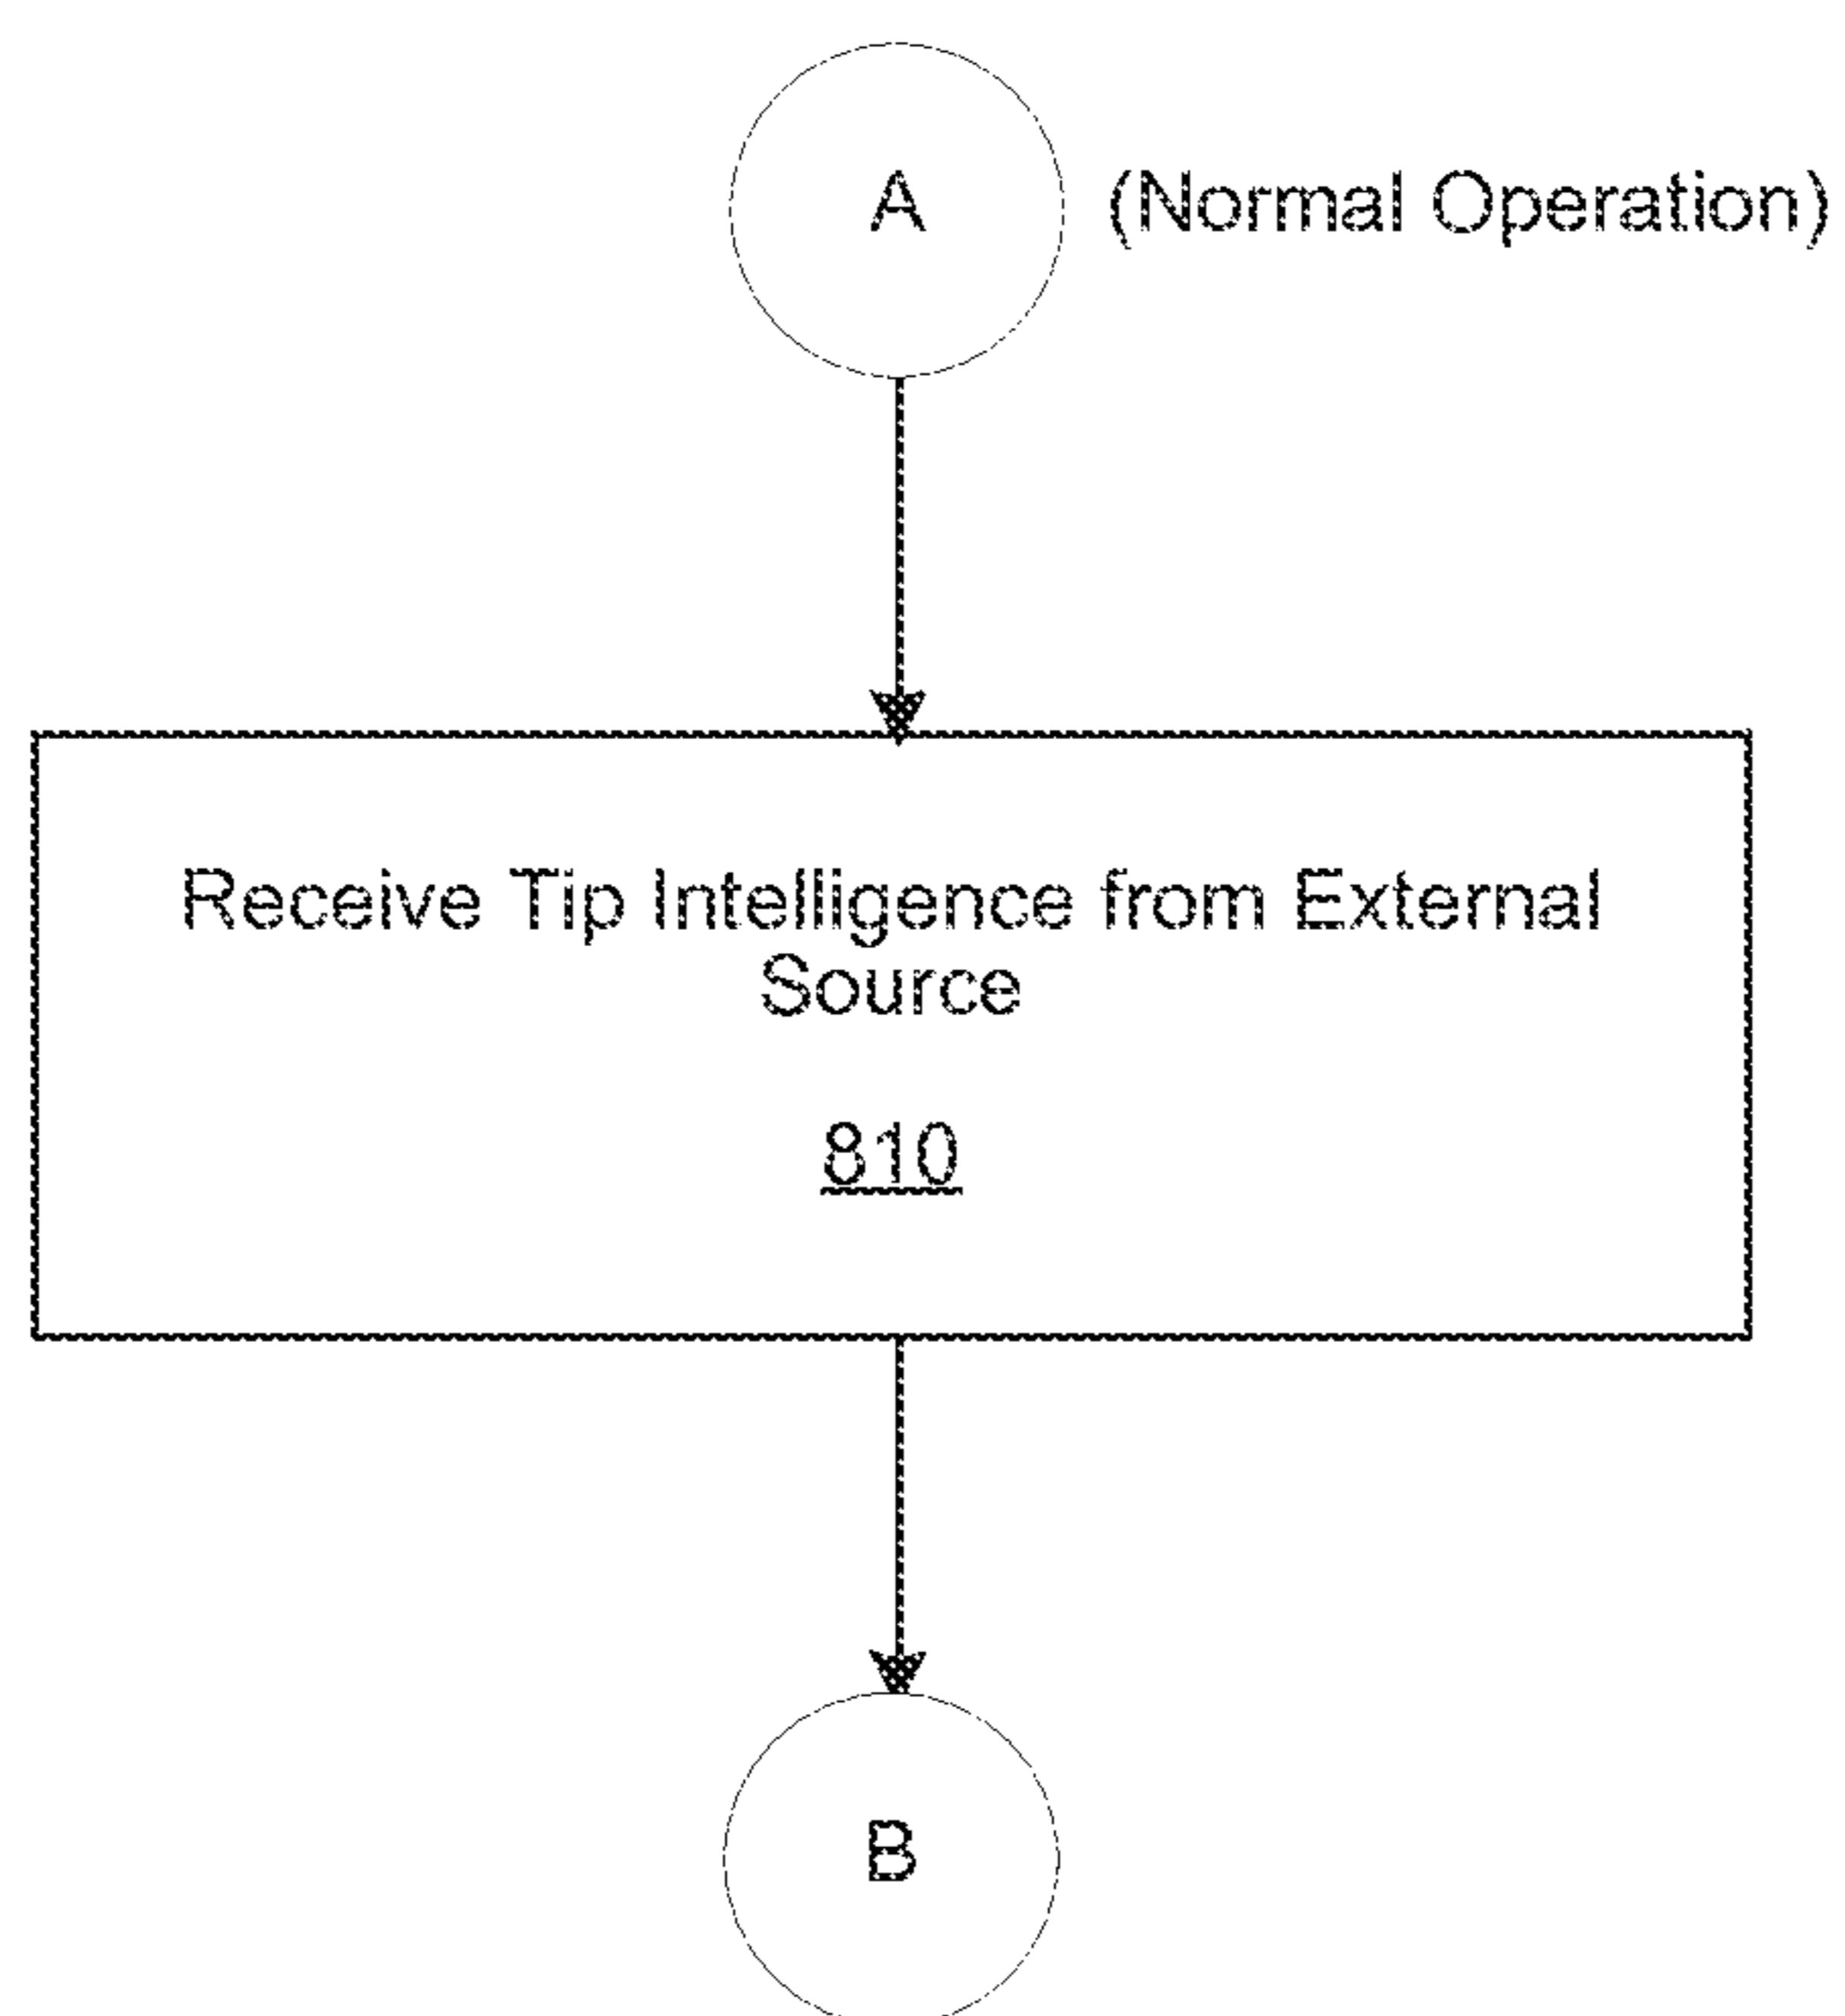 A
(Normal Operation)
Receive Tip Intelligence from External
Source
810
B